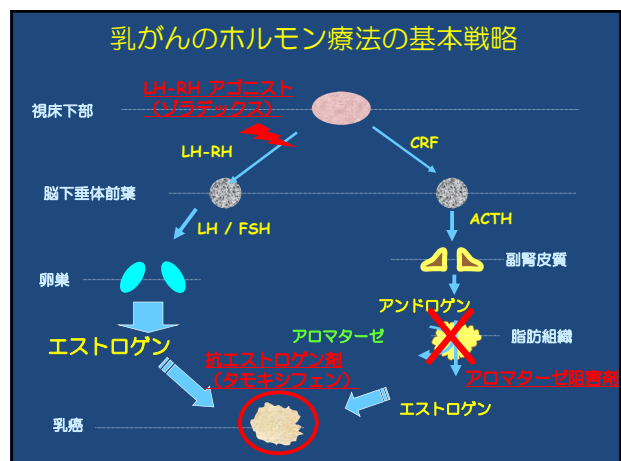 乳がんのホルモン療法の基本戦略
LH-RH アゴニスト
（ゾラデックス）
視床下部
LH-RH
CRF
脳下垂体前葉
LH / FSH
ACTH
卵巣
副腎皮質
アンドロゲン
エストロゲン
アロマターゼ
脂肪組織
抗エストロゲン剤
（タモキシフェン）
アロマターゼ阻害剤
エストロゲン
乳癌